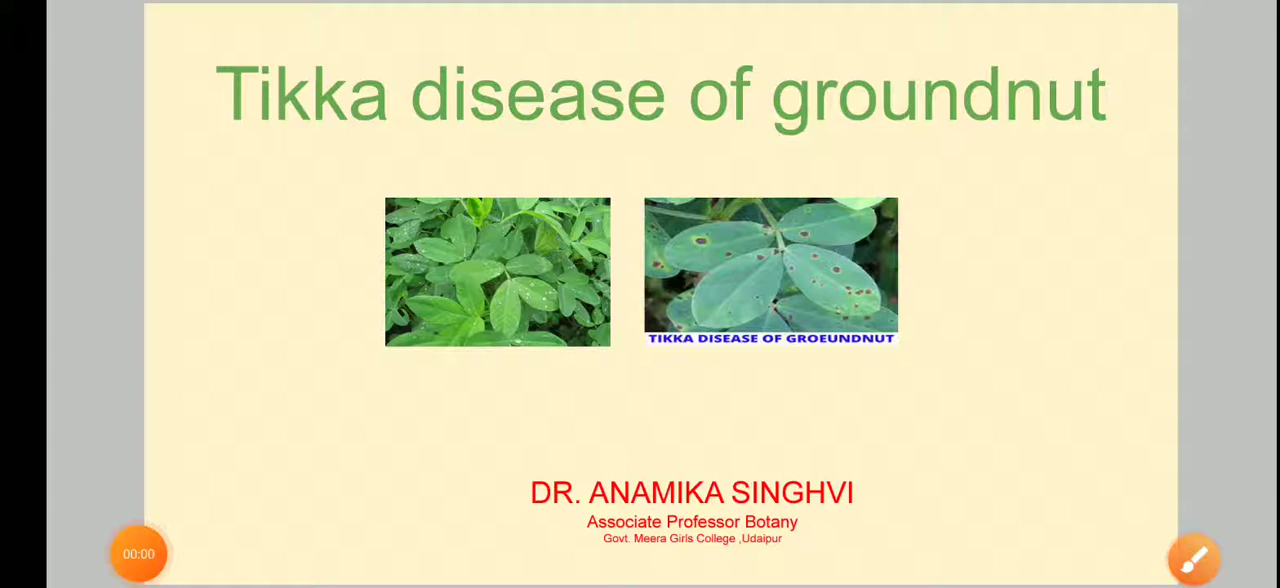 Tikka disease of groundnut
TIKKA DISEASE OF GROEUNDNUT
DR. ANAMIKA SINGHVI
Associate Professor Botany
Govt. Meera Girls College ,Udaipur
00:00